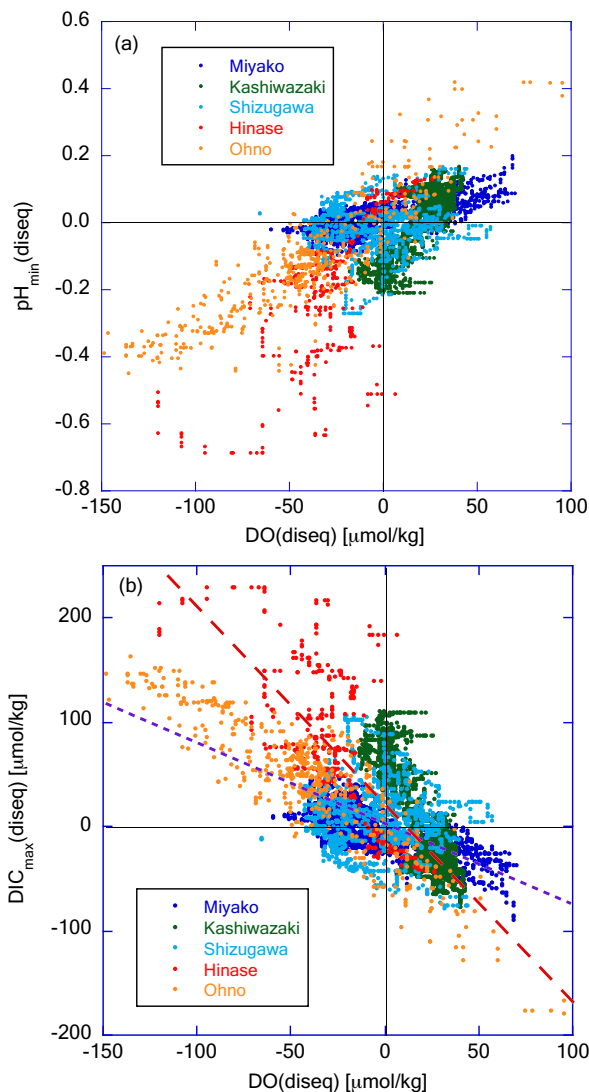 (a)
Miyako
Kashiwazaki
Shizugawa
Hinase
Ohno
0.6
0.4
0.2
0.0
-0.2
-0.4
-0.6
-0.8
pH_min(diseq)
-150 -100 -50 0 50 100
DO(diseq) [μmol/kg]
(b)
200
100
0
-100
-200
DIC_max(diseq) [μmol/kg]
Miyako
Kashiwazaki
Shizugawa
Hinase
Ohno
-150 -100 -50 0 50 100
DO(diseq) [μmol/kg]